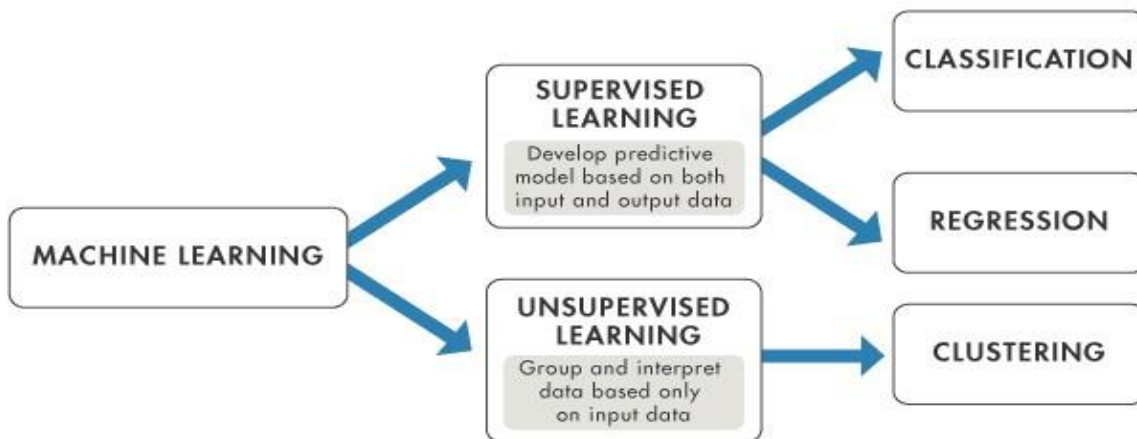 MACHINE LEARNING
SUPERVISED
LEARNING
Develop predictive
model based on both
input and output data
UNSUPERVISED
LEARNING
Group and interpret
data based only
on input data
CLASSIFICATION
REGRESSION
CLUSTERING